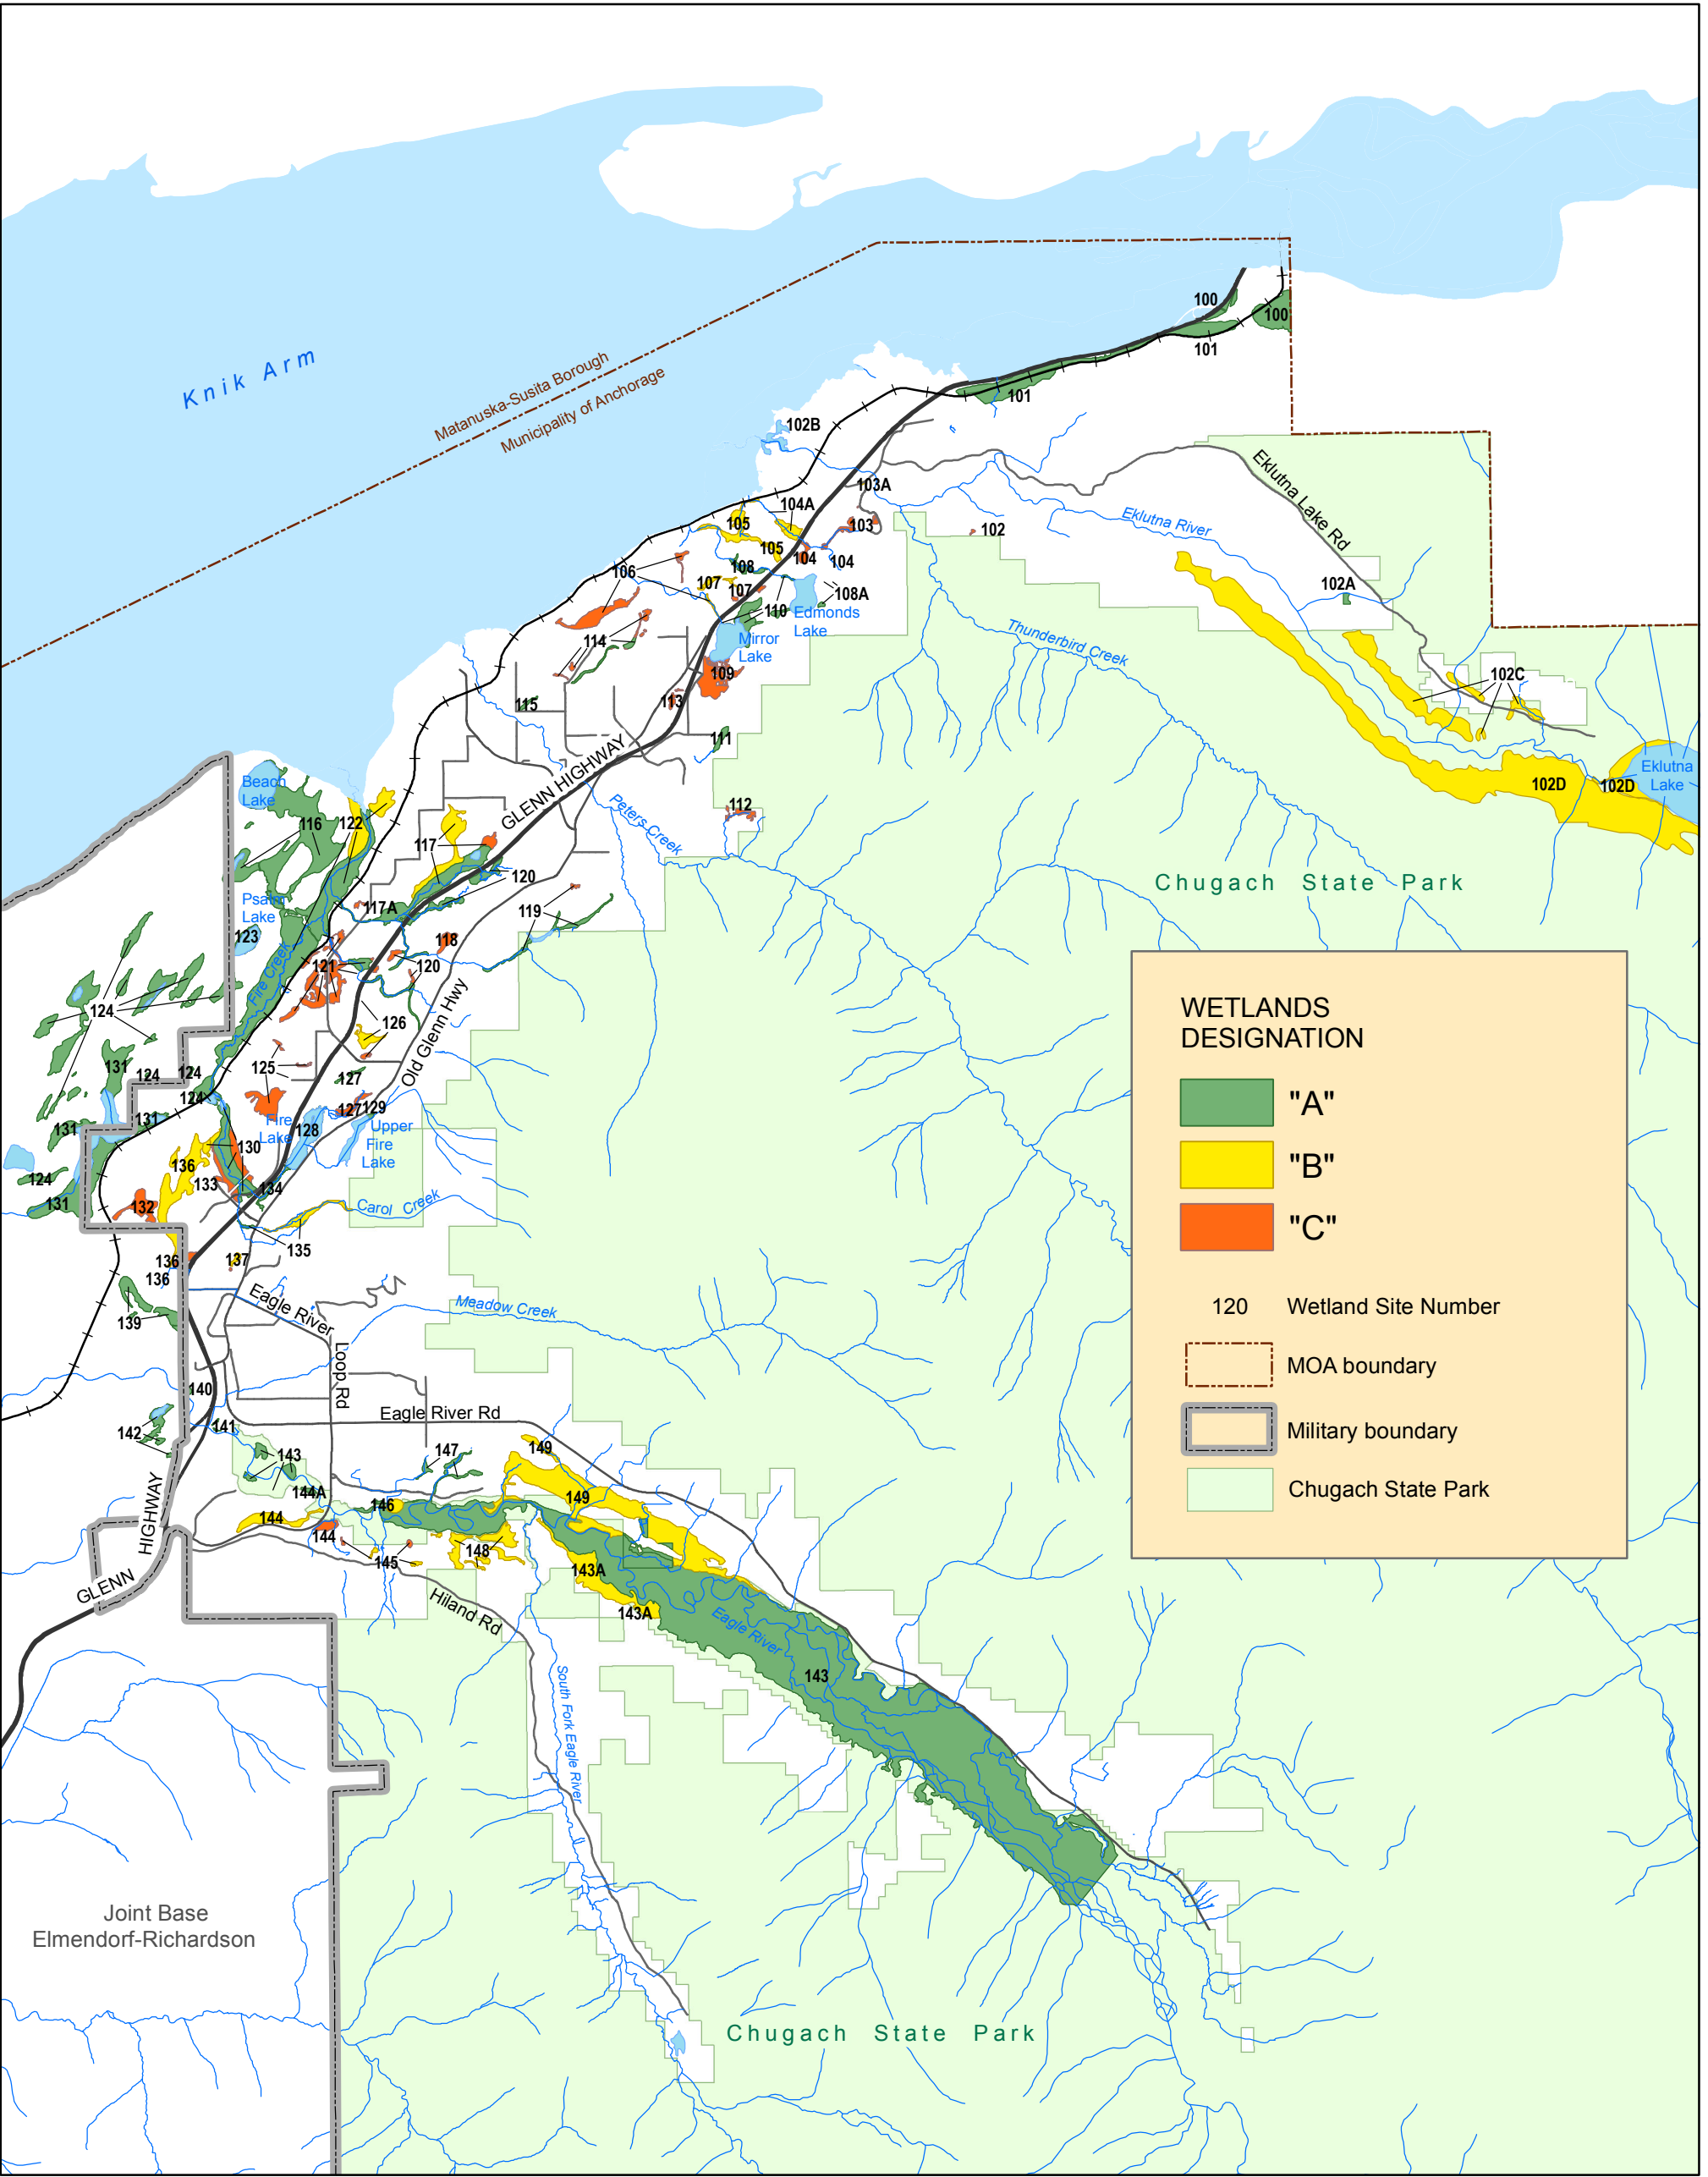 Knik Arm
Matanuska-Susita Borough
Municipality of Anchorage
100
100
101
101
102B
103A
Eklutna Lake Rd
104A
105
103
102
Eklutna River
105
104
104
106
108
107
107
108A
102A
110
Edmonds
Lake
114
Mirror
Lake
Thunderbird Creek
109
102C
113
115
111
GLENN HIGHWAY
Eklutna
Lake
102D
102D
Beach
Lake
112
Peters Creek
116
122
117
120
Chugach State Park
Psalm
Lake
117A
119
123
118
121
120
Fire Creek
124
126
Old Glenn Hwy
131
124
124
125
127
124
131
127
129
131
Fire
Lake
128
Upper
Fire
Lake
130
136
124
133
134
131
132
Carol Creek
135
136
137
136
Eagle River
Loop Rd
Meadow Creek
139
140
Eagle River Rd
142
141
143
147
149
144A
149
146
144
144
HIGHWAY
GLENN
145
148
143A
143A
Hiland Rd
Eagle River
143
South Fork Eagle River
Joint Base
Elmendorf-Richardson
Chugach State Park
WETLANDS
DESIGNATION
"A"
"B"
"C"
120 Wetland Site Number
MOA boundary
Military boundary
Chugach State Park